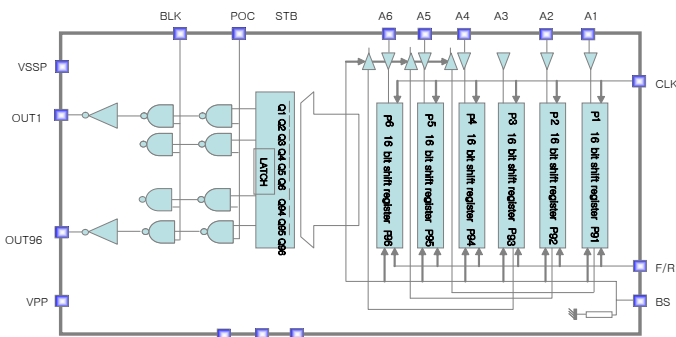 BLK POC STB A6 A5 A4 A3 A2 A1
VSSP
CLK
OUT1
OUT96
VPP
F/R
BS
Q1 Q2 Q3 Q4 Q5 Q6 Q94 Q95 Q96
LATCH
P6 16 bit shift register P96
P5 16 bit shift register P95
P4 16 bit shift register P94
P3 16 bit shift register P93
P2 16 bit shift register P92
P1 16 bit shift register P91